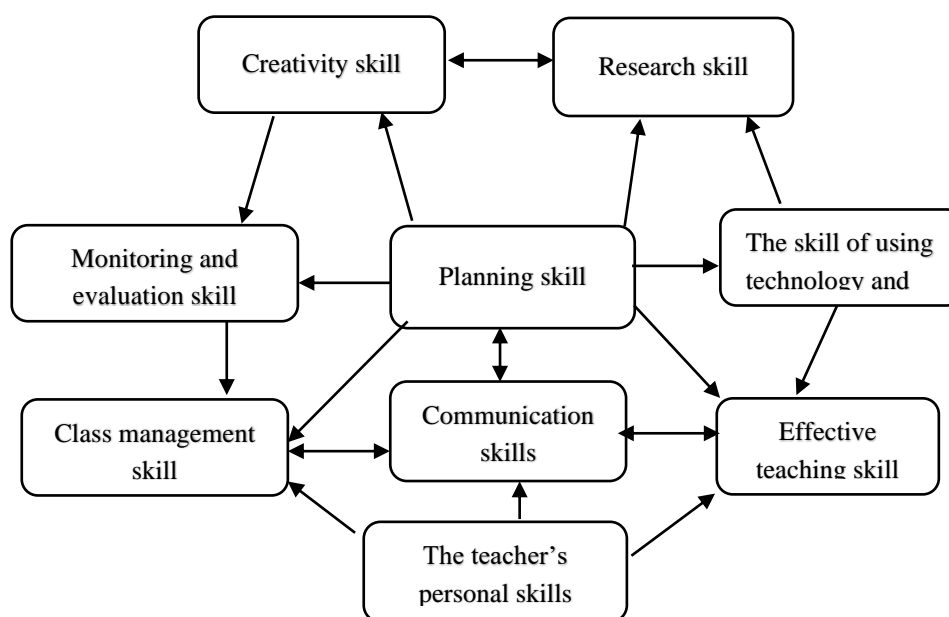 Creativity skill
Research skill
Monitoring and
evaluation skill
Planning skill
The skill of using
technology and
Class management
skill
Communication
skills
Effective
teaching skill
The teacher’s
personal skills